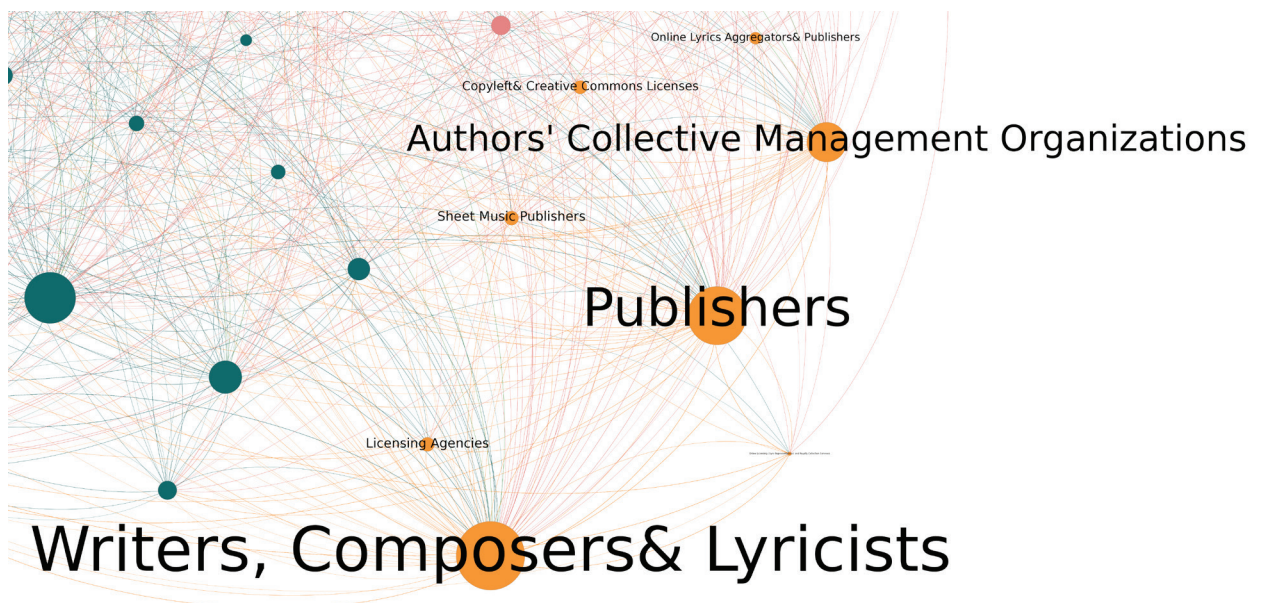 Online Lyrics Aggregators& Publishers
Copyleft& Creative Commons Licenses
Authors' Collective Management Organizations
Sheet Music Publishers
Publishers
Licensing Agencies
Writers, Composers& Lyricists